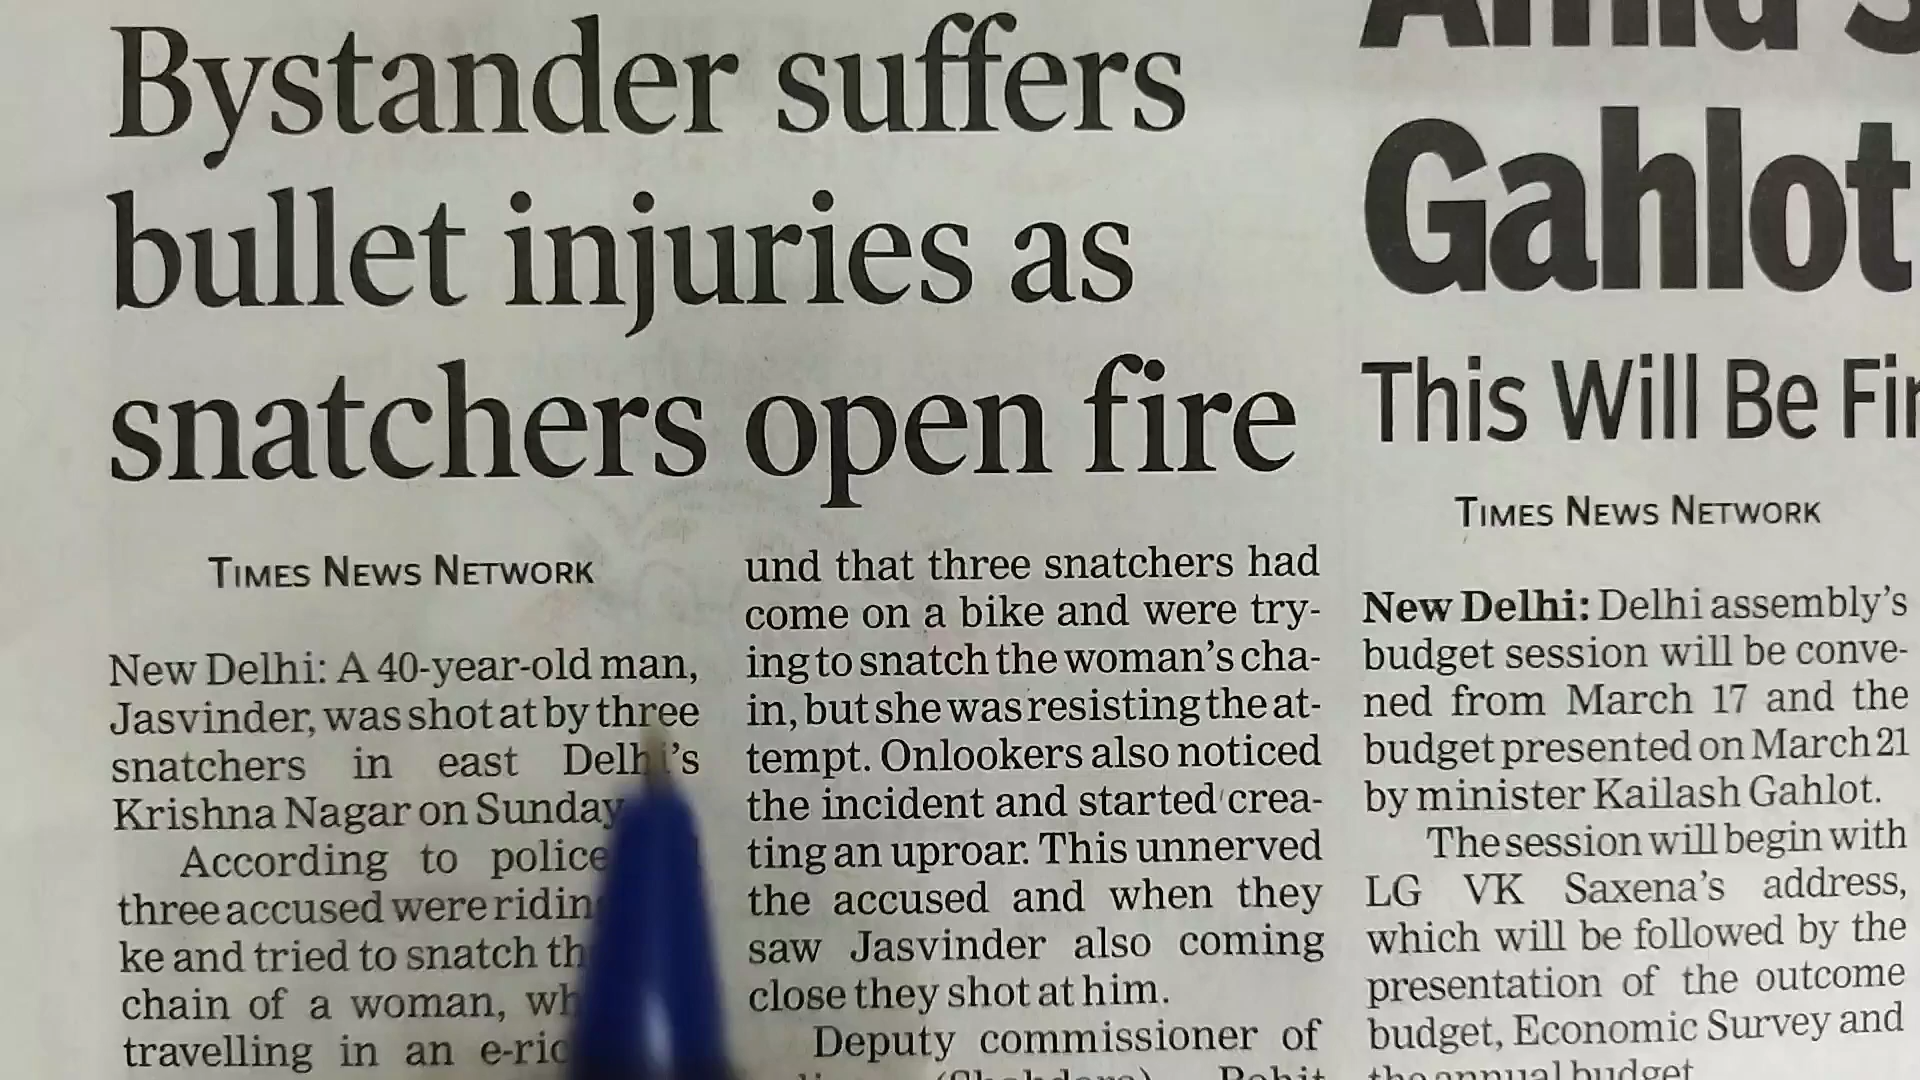 Bystander suffers
bullet injuries as
snatchers open fire
TIMES NEWS NETWORK
New Delhi: A 40-year-old man,
Jasvinder, was shot at by three
snatchers in east Delhi's
Krishna Nagar on Sunday
According to police
three accused were
ke and tried to snatch
chain of a woman,
travelling in an
und that three snatchers had
come on a bike and were try-
ing to snatch the woman's cha-
in, but she was resisting the at-
tempt. Onlookers also noticed
the incident and started crea-
ting an uproar. This unnerved
the accused and when they
saw Jasvinder also coming
close they shot at him.
Deputy commissioner of
Gahlot
This Will Be
TIMES NEWS NETWORK
New Delhi: Delhi assembly's
budget session will be conve-
ned from March 17 and the
budget presented on March 21
by minister Kailash Gahlot.
The session will begin with
LG VK Saxena's address,
which will be followed by the
presentation of the outcome
budget, Economic Survey and
the annual budget